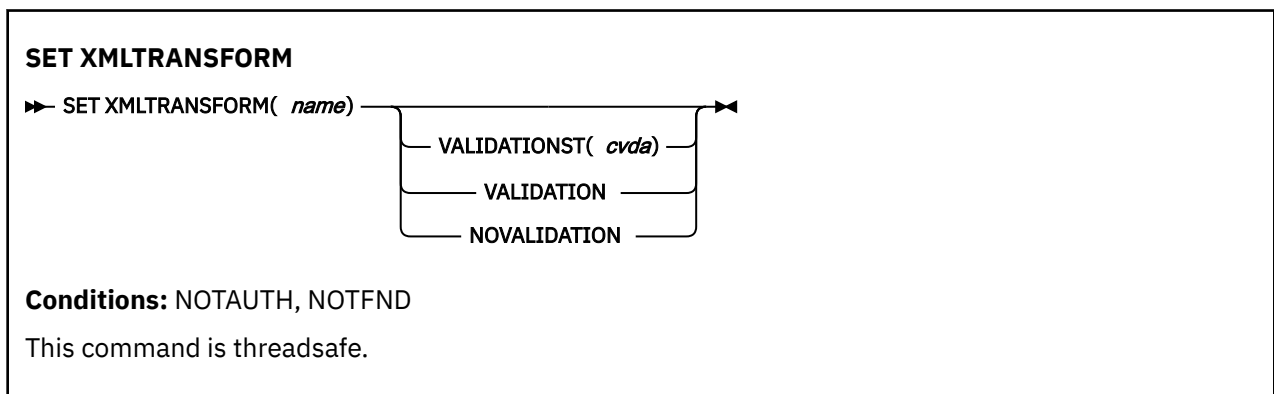 SET XMLTRANSFORM
SET XMLTRANSFORM( name)
VALIDATIONST( cvda)
VALIDATION
NOVALIDATION
Conditions: NOTAUTH, NOTFND
This command is threadsafe.